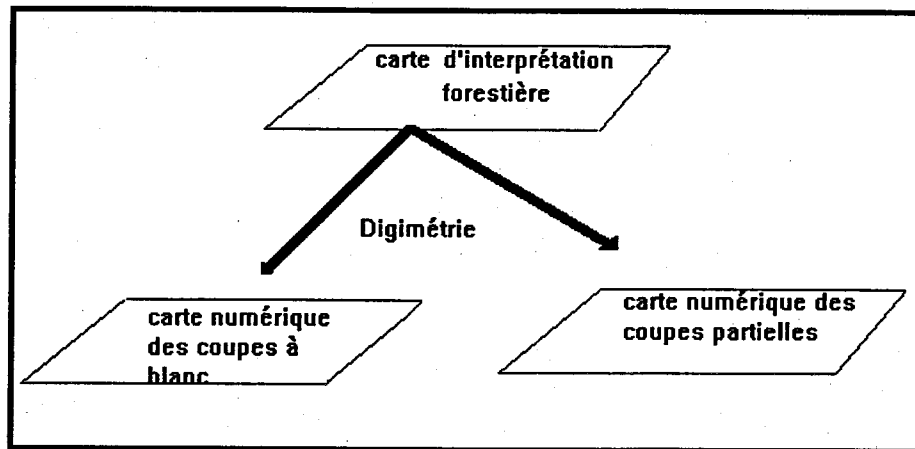 carte d'interprétation
forestière
Digimétrie
carte numérique
des coupes à
blanc
carte numérique des
coupes partielles